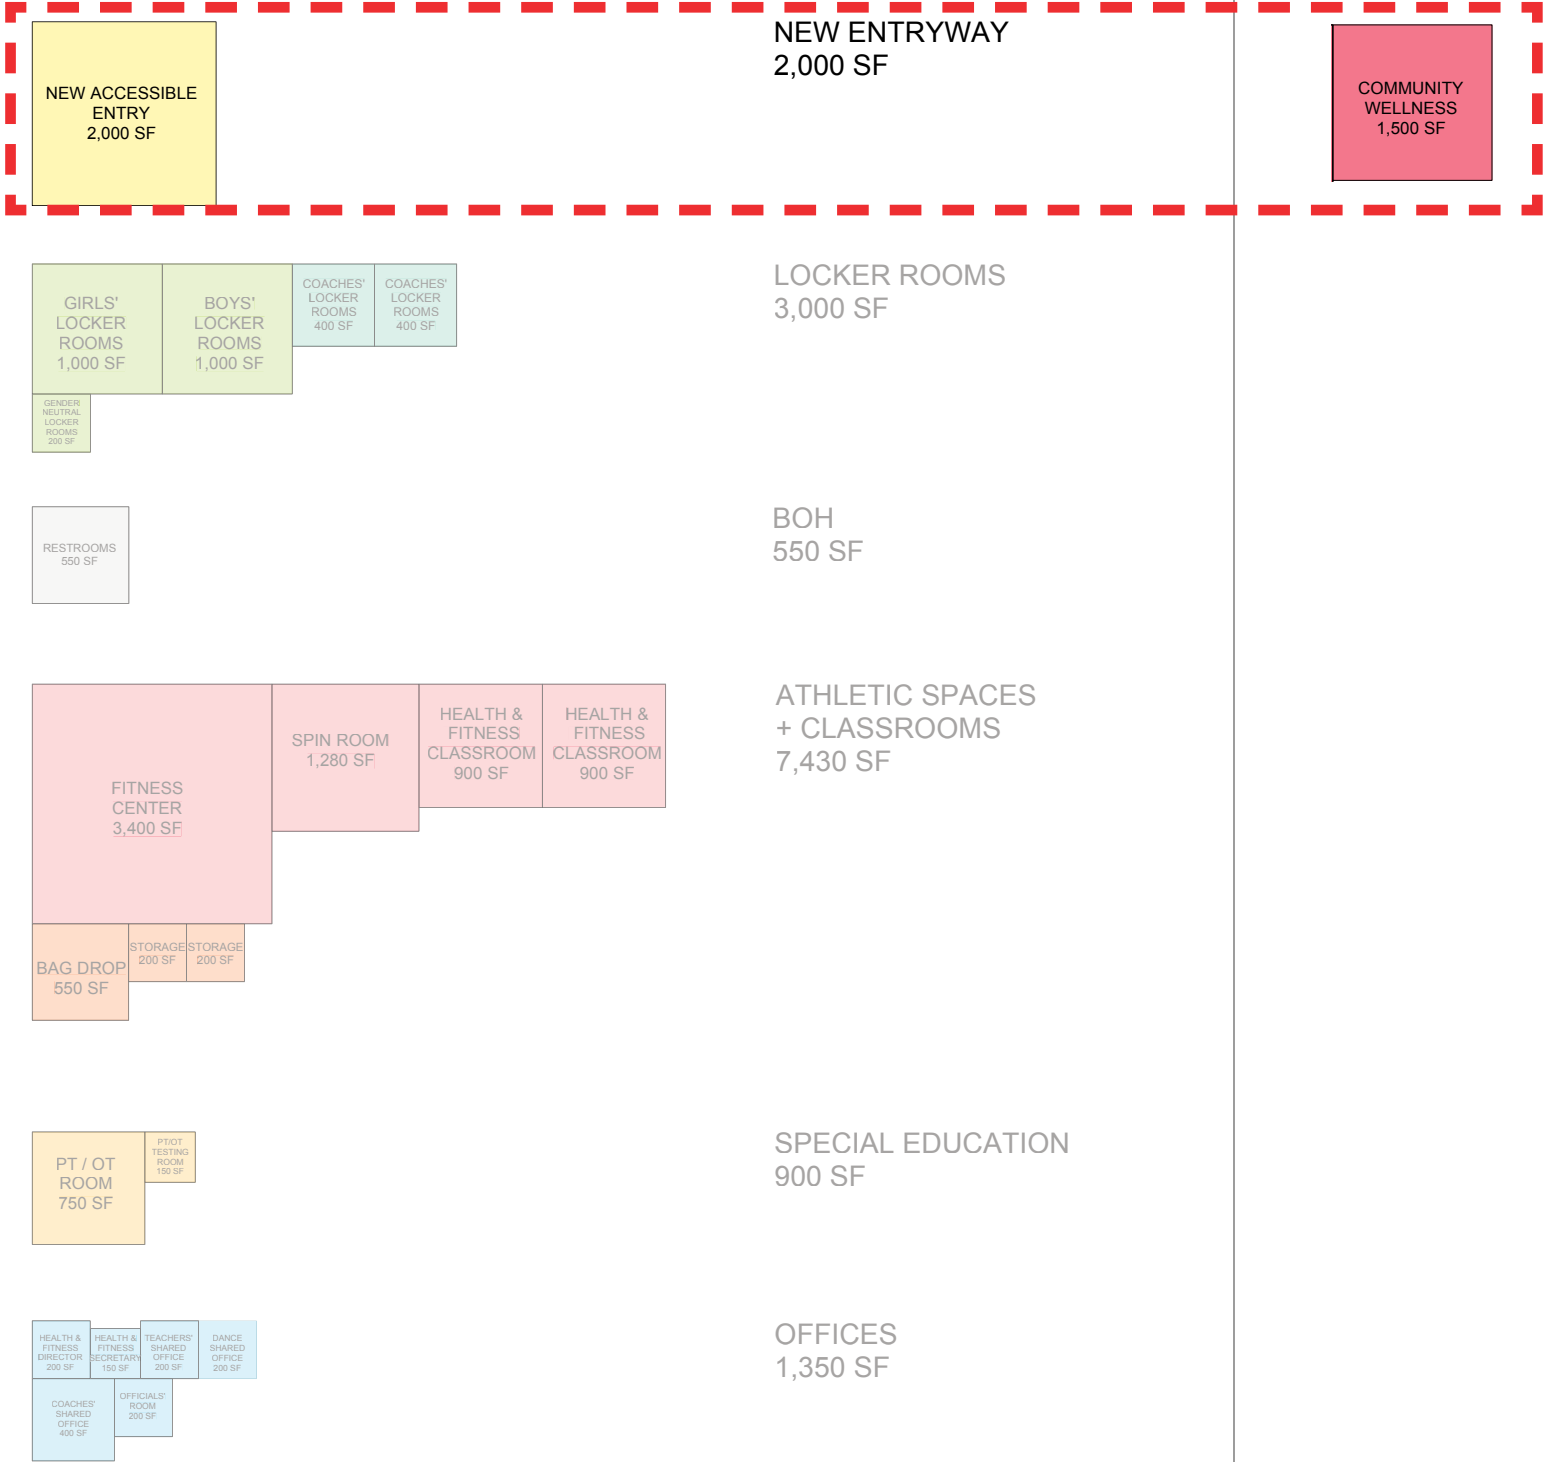 NEW ACCESSIBLE
ENTRY
2,000 SF
NEW ENTRYWAY
2,000 SF
COMMUNITY
WELLNESS
1,500 SF
GIRLS'
LOCKER
ROOMS
1,000 SF
BOYS'
LOCKER
ROOMS
1,000 SF
COACHES'
LOCKER
ROOMS
400 SF
COACHES'
LOCKER
ROOMS
400 SF
LOCKER ROOMS
3,000 SF
GENDER
NEUTRAL
LOCKER
ROOMS
200 SF
RESTROOMS
550 SF
BOH
550 SF
FITNESS
CENTER
3,400 SF
SPIN ROOM
1,280 SF
HEALTH &
FITNESS
CLASSROOM
900 SF
HEALTH &
FITNESS
CLASSROOM
900 SF
ATHLETIC SPACES
+ CLASSROOMS
7,430 SF
BAG DROP
550 SF
STORAGE
200 SF
STORAGE
200 SF
PT / OT
ROOM
750 SF
PT/OT
TESTING
ROOM
150 SF
SPECIAL EDUCATION
900 SF
HEALTH &
FITNESS
DIRECTOR
200 SF
HEALTH &
FITNESS
SECRETARY
150 SF
TEACHERS'
SHARED
OFFICE
200 SF
DANCE
SHARED
OFFICE
200 SF
OFFICES
1,350 SF
COACHES'
SHARED
OFFICE
400 SF
OFFICIALS'
ROOM
200 SF